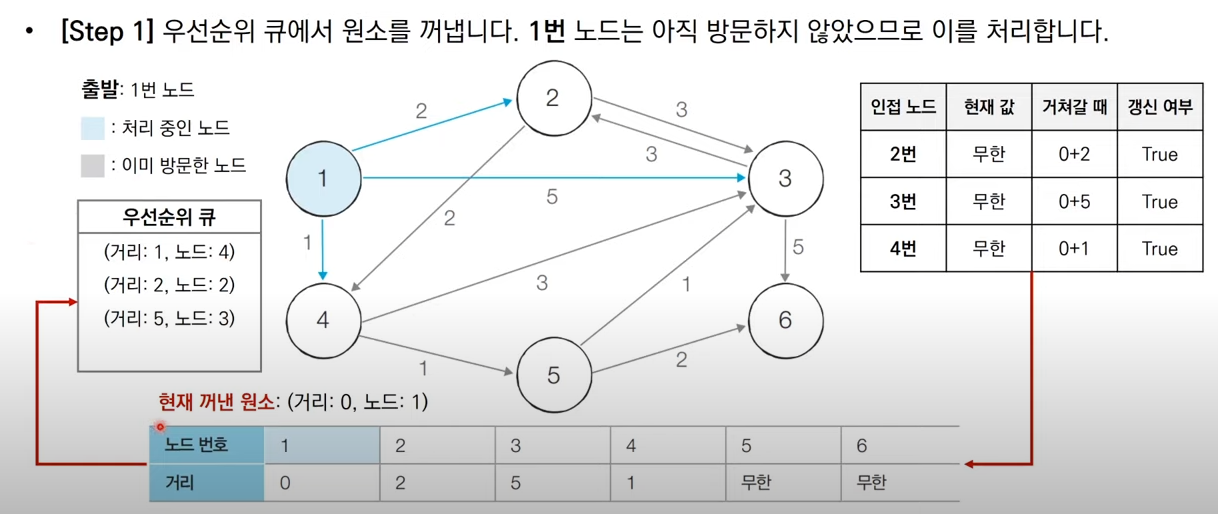 • [Step 1] 우선순위 큐에서 원소를 꺼냅니다. 1번 노드는 아직 방문하지 않았으므로 이를 처리합니다.
출발: 1번 노드
: 처리 중인 노드
: 이미 방문한 노드
우선순위 큐
(거리: 1, 노드: 4)
(거리: 2, 노드: 2)
(거리: 5, 노드: 3)
1
2
3
4
5
6
2
3
3
5
2
1
5
3
1
1
2
인접 노드 현재 값 거쳐갈 때 갱신 여부
2번 무한 0+2 True
3번 무한 0+5 True
4번 무한 0+1 True
현재 꺼낸 원소: (거리: 0, 노드: 1)
노드 번호 1 2 3 4 5 6
거리 0 2 5 1 무한 무한